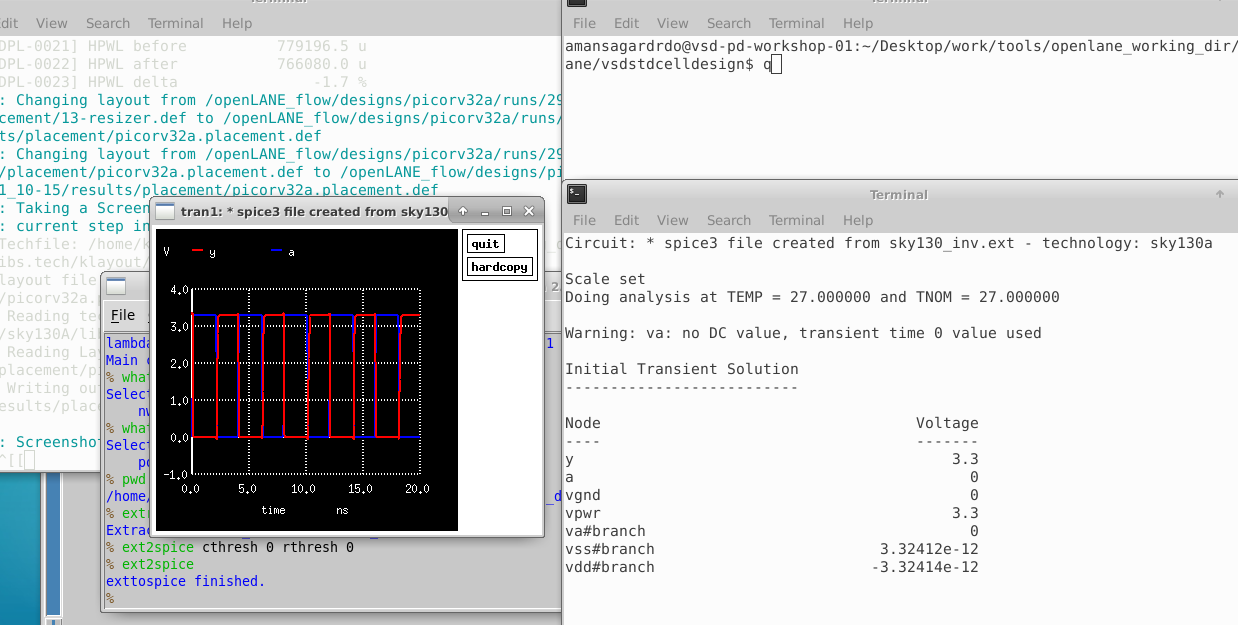 Terminal
Edit View Search Terminal Help
DPL-0021] HPWL before 779196.5 u
DPL-0022] HPWL after 766080.0 u
DPL-0023] HPWL delta -1.7 %
: Changing layout from /openLANE_flow/designs/picorv32a/runs/29
cement/13-resizer.def to /openLANE_flow/designs/picorv32a/runs/
ts/placement/picorv32a.placement.def
: Changing layout from /openLANE_flow/designs/picorv32a/runs/29
/placement/picorv32a.placement.def to /openLANE_flow/designs/pi
1_10-15/results/placement/picorv32a.placement.def
: Taking a Screen
: current step in
Techfile: /home/k
ibs.tech/klayout/
layout file
/picorv32a.
Reading tec
/sky130A/li
Reading La
placement/p
Writing ou
esults/plac
: Screensho
^[[
tran1: * spice3 file created from sky130
quit
hardcopy
V y a
4.0
3.0
2.0
1.0
0.0
-1.0
0.0 5.0 10.0 15.0 20.0
time ns
2.
File
lambda 1
Main c
% what
Select
nw
% what
Select
po
% pwd
/home/ _d
% extr
Extrac
% ext2spice cthresh 0 rthresh 0
% ext2spice
exttospice finished.
%
Terminal
File Edit View Search Terminal Help
amansagardrdo@vsd-pd-workshop-01:~/Desktop/work/tools/openlane_working_dir/
ane/vsdstdcelldesign$ q
Terminal
File Edit View Search Terminal Help
Circuit: * spice3 file created from sky130_inv.ext - technology: sky130a
Scale set
Doing analysis at TEMP = 27.000000 and TNOM = 27.000000
Warning: va: no DC value, transient time 0 value used
Initial Transient Solution
--------------------------
Node Voltage
---- -------
y 3.3
a 0
vgnd 0
vpwr 3.3
va#branch 0
vss#branch 3.32412e-12
vdd#branch -3.32414e-12